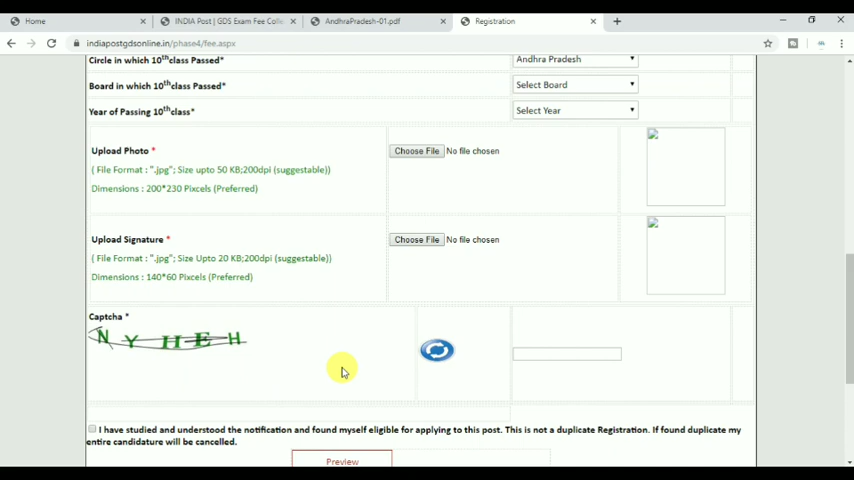 Home
INDIA Post | GDS Exam Fee Colle
AndhraPradesh-01.pdf
Registration
indiapostgdsonline.in/phase4/fee.aspx
Circle in which 10thclass Passed*
Andhra Pradesh
Board in which 10thclass Passed*
Select Board
Year of Passing 10thclass*
Select Year
Upload Photo *
Choose File No file chosen
( File Format : ".jpg"; Size upto 50 KB;200dpi (suggestable))
Dimensions : 200*230 Pixcels (Preferred)
Upload Signature *
Choose File No file chosen
( File Format : ".jpg"; Size Upto 20 KB;200dpi (suggestable))
Dimensions : 140*60 Pixcels (Preferred)
Captcha *
N Y H E H
I have studied and understood the notification and found myself eligible for applying to this post. This is not a duplicate Registration. If found duplicate my
entire candidature will be cancelled.
Preview